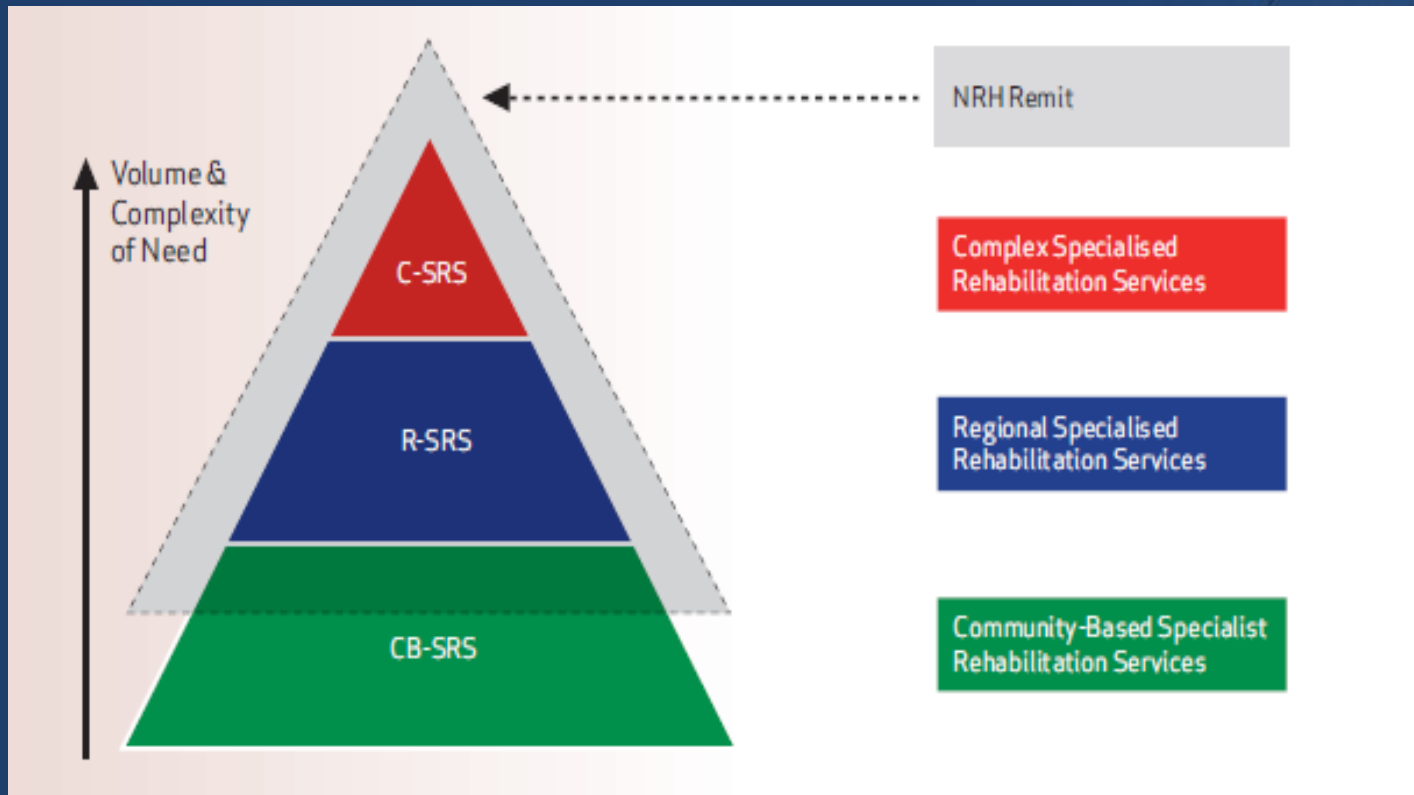 NRH Remit
Volume &
Complexity
of Need
C-SRS
Complex Specialised
Rehabilitation Services
R-SRS
Regional Specialised
Rehabilitation Services
CB-SRS
Community-Based Specialist
Rehabilitation Services